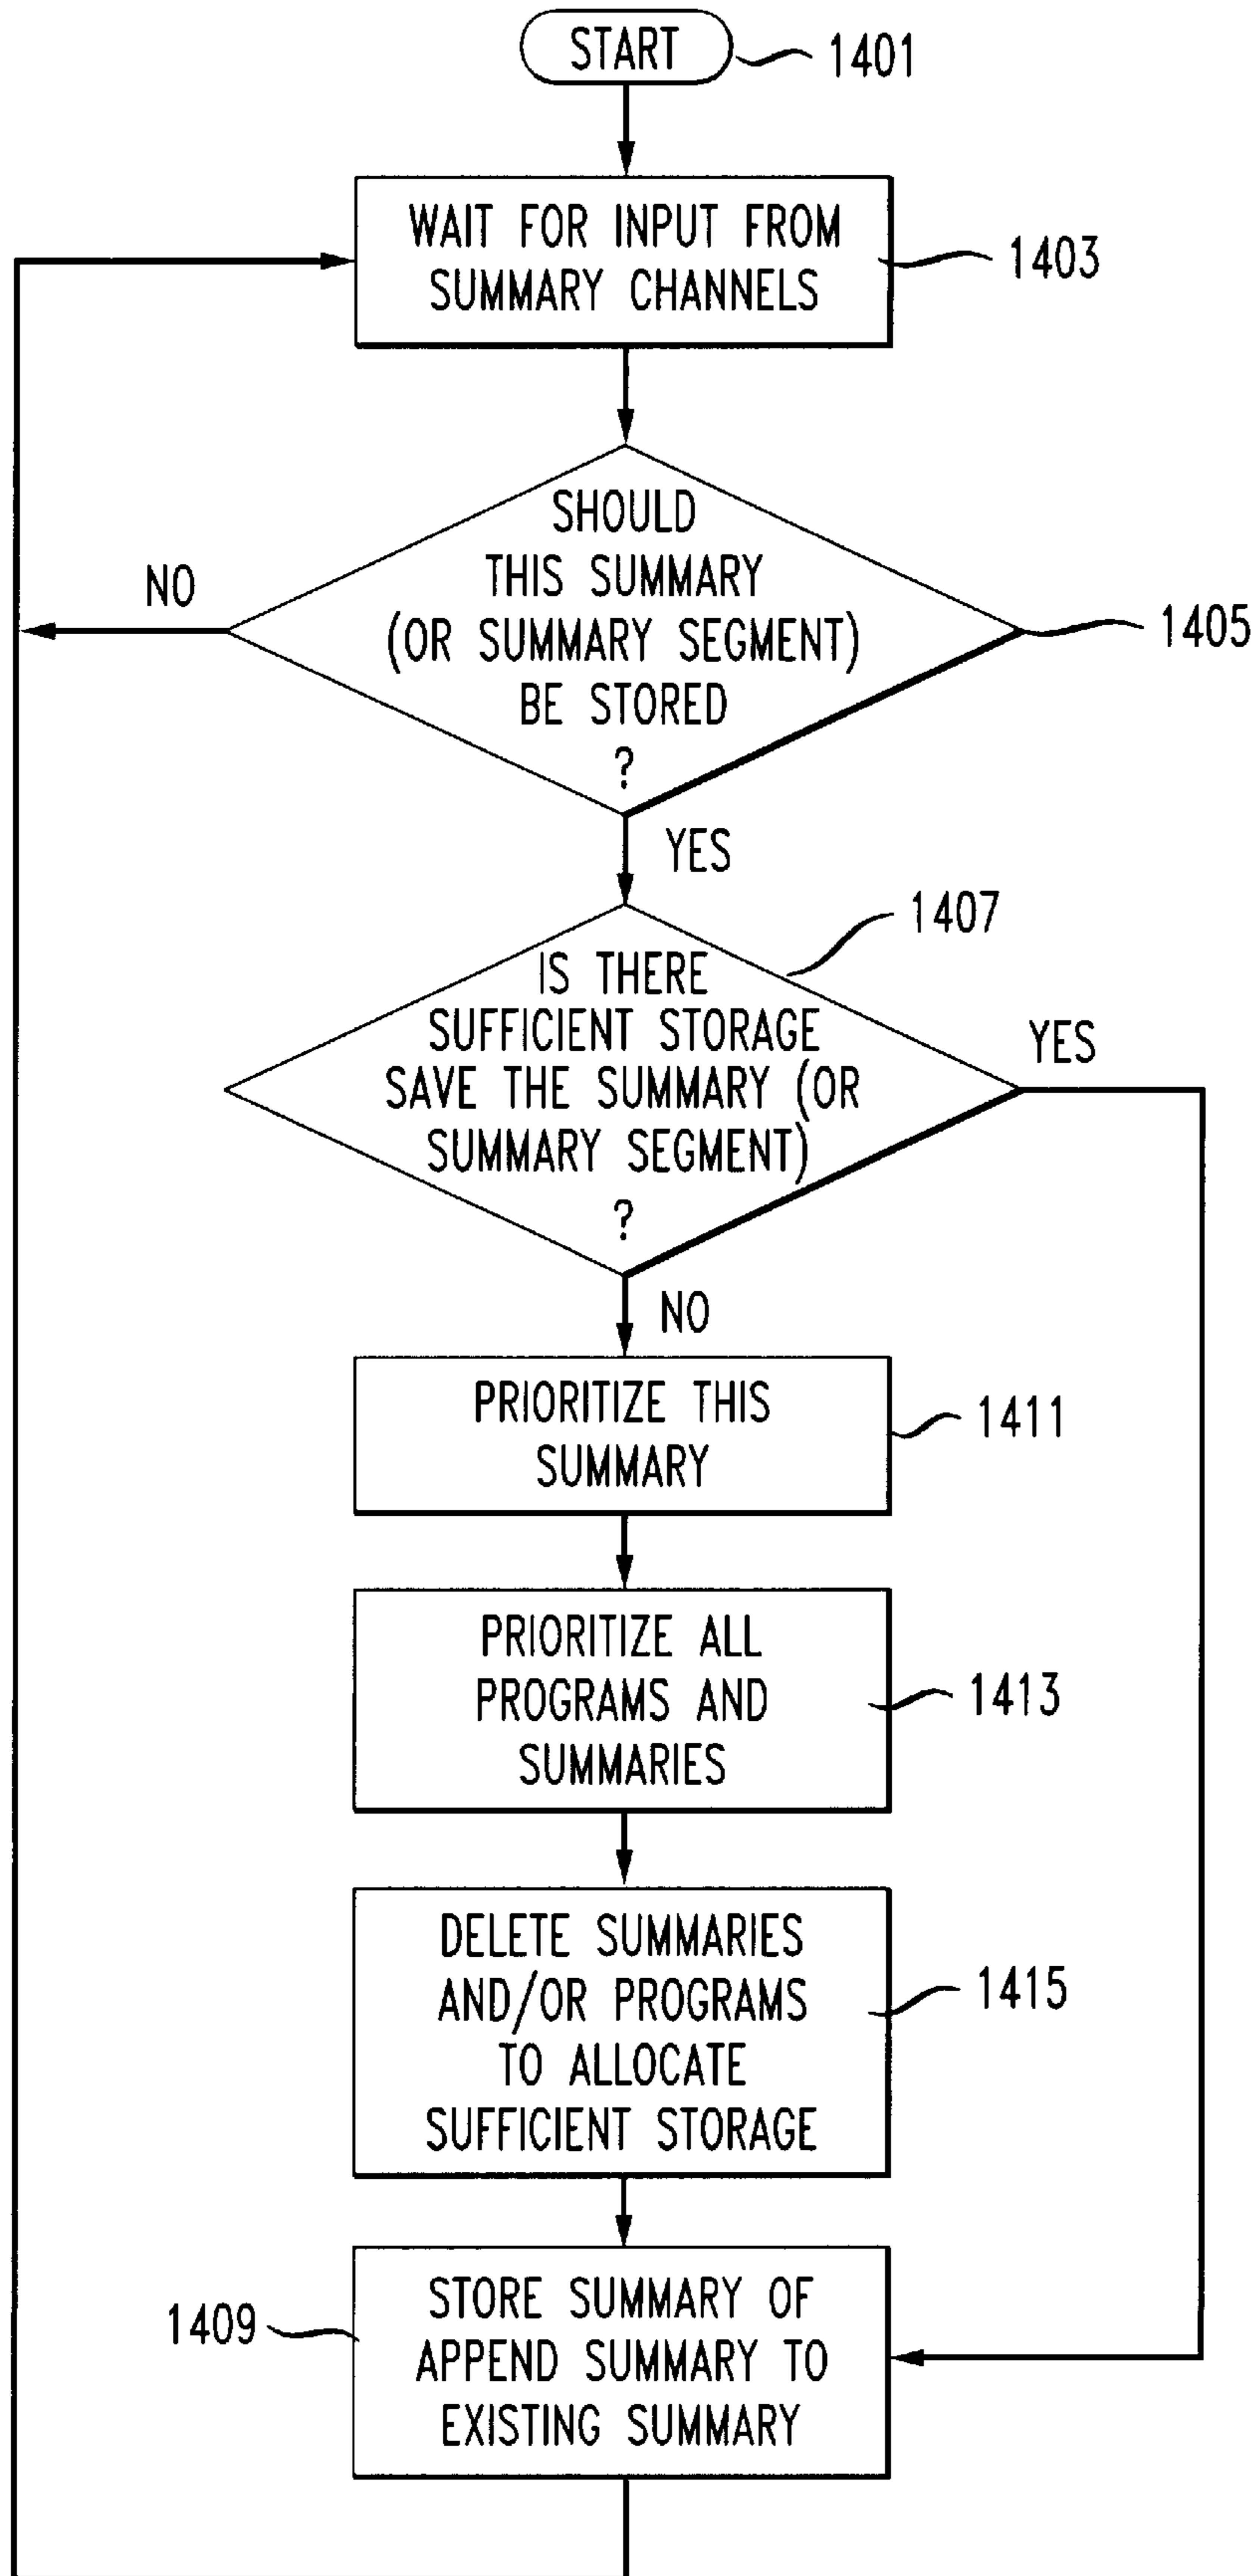 START
1401
WAIT FOR INPUT FROM
SUMMARY CHANNELS
1403
SHOULD
THIS SUMMARY
(OR SUMMARY SEGMENT)
BE STORED
?
NO
1405
YES
1407
IS THERE
SUFFICIENT STORAGE
SAVE THE SUMMARY (OR
SUMMARY SEGMENT)
?
YES
NO
PRIORITIZE THIS
SUMMARY
1411
PRIORITIZE ALL
PROGRAMS AND
SUMMARIES
1413
DELETE SUMMARIES
AND/OR PROGRAMS
TO ALLOCATE
SUFFICIENT STORAGE
1415
1409
STORE SUMMARY OF
APPEND SUMMARY TO
EXISTING SUMMARY